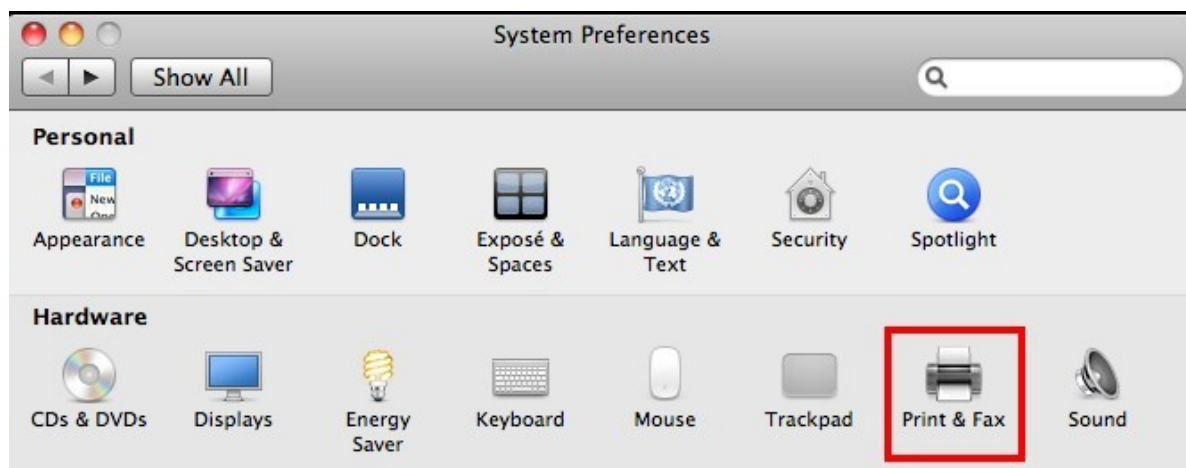 System Preferences
Show All
Personal
File
New
One
Appearance
Desktop &
Screen Saver
Dock
Exposé &
Spaces
Language &
Text
Security
Spotlight
Hardware
CDs & DVDs
Displays
Energy
Saver
Keyboard
Mouse
Trackpad
Print & Fax
Sound